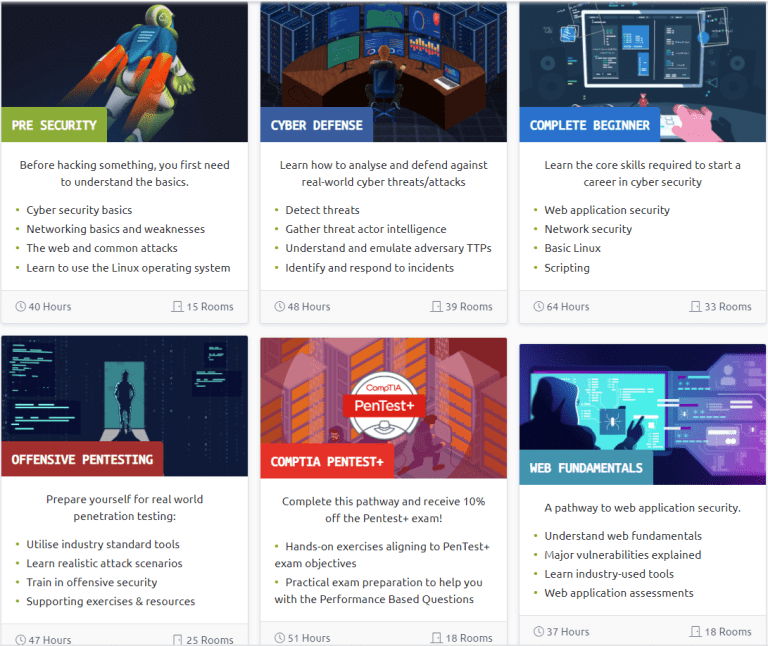 PRE SECURITY
Before hacking something, you first need
to understand the basics.
• Cyber security basics
• Networking basics and weaknesses
• The web and common attacks
• Learn to use the Linux operating system
40 Hours
15 Rooms
CYBER DEFENSE
Learn how to analyse and defend against
real-world cyber threats/attacks
• Detect threats
• Gather threat actor intelligence
• Understand and emulate adversary TTPs
• Identify and respond to incidents
48 Hours
39 Rooms
COMPLETE BEGINNER
Learn the core skills required to start a
career in cyber security
• Web application security
• Network security
• Basic Linux
• Scripting
64 Hours
33 Rooms
OFFENSIVE PENTESTING
Prepare yourself for real world
penetration testing:
• Utilise industry standard tools
• Learn realistic attack scenarios
• Train in offensive security
• Supporting exercises & resources
47 Hours
25 Rooms
CompTIA
PenTest+
COMPTIA PENTEST+
Complete this pathway and receive 10%
off the Pentest+ exam!
• Hands-on exercises aligning to PenTest+
exam objectives
• Practical exam preparation to help you
with the Performance Based Questions
51 Hours
18 Rooms
WEB FUNDAMENTALS
A pathway to web application security.
• Understand web fundamentals
• Major vulnerabilities explained
• Learn industry-used tools
• Web application assessments
37 Hours
18 Rooms